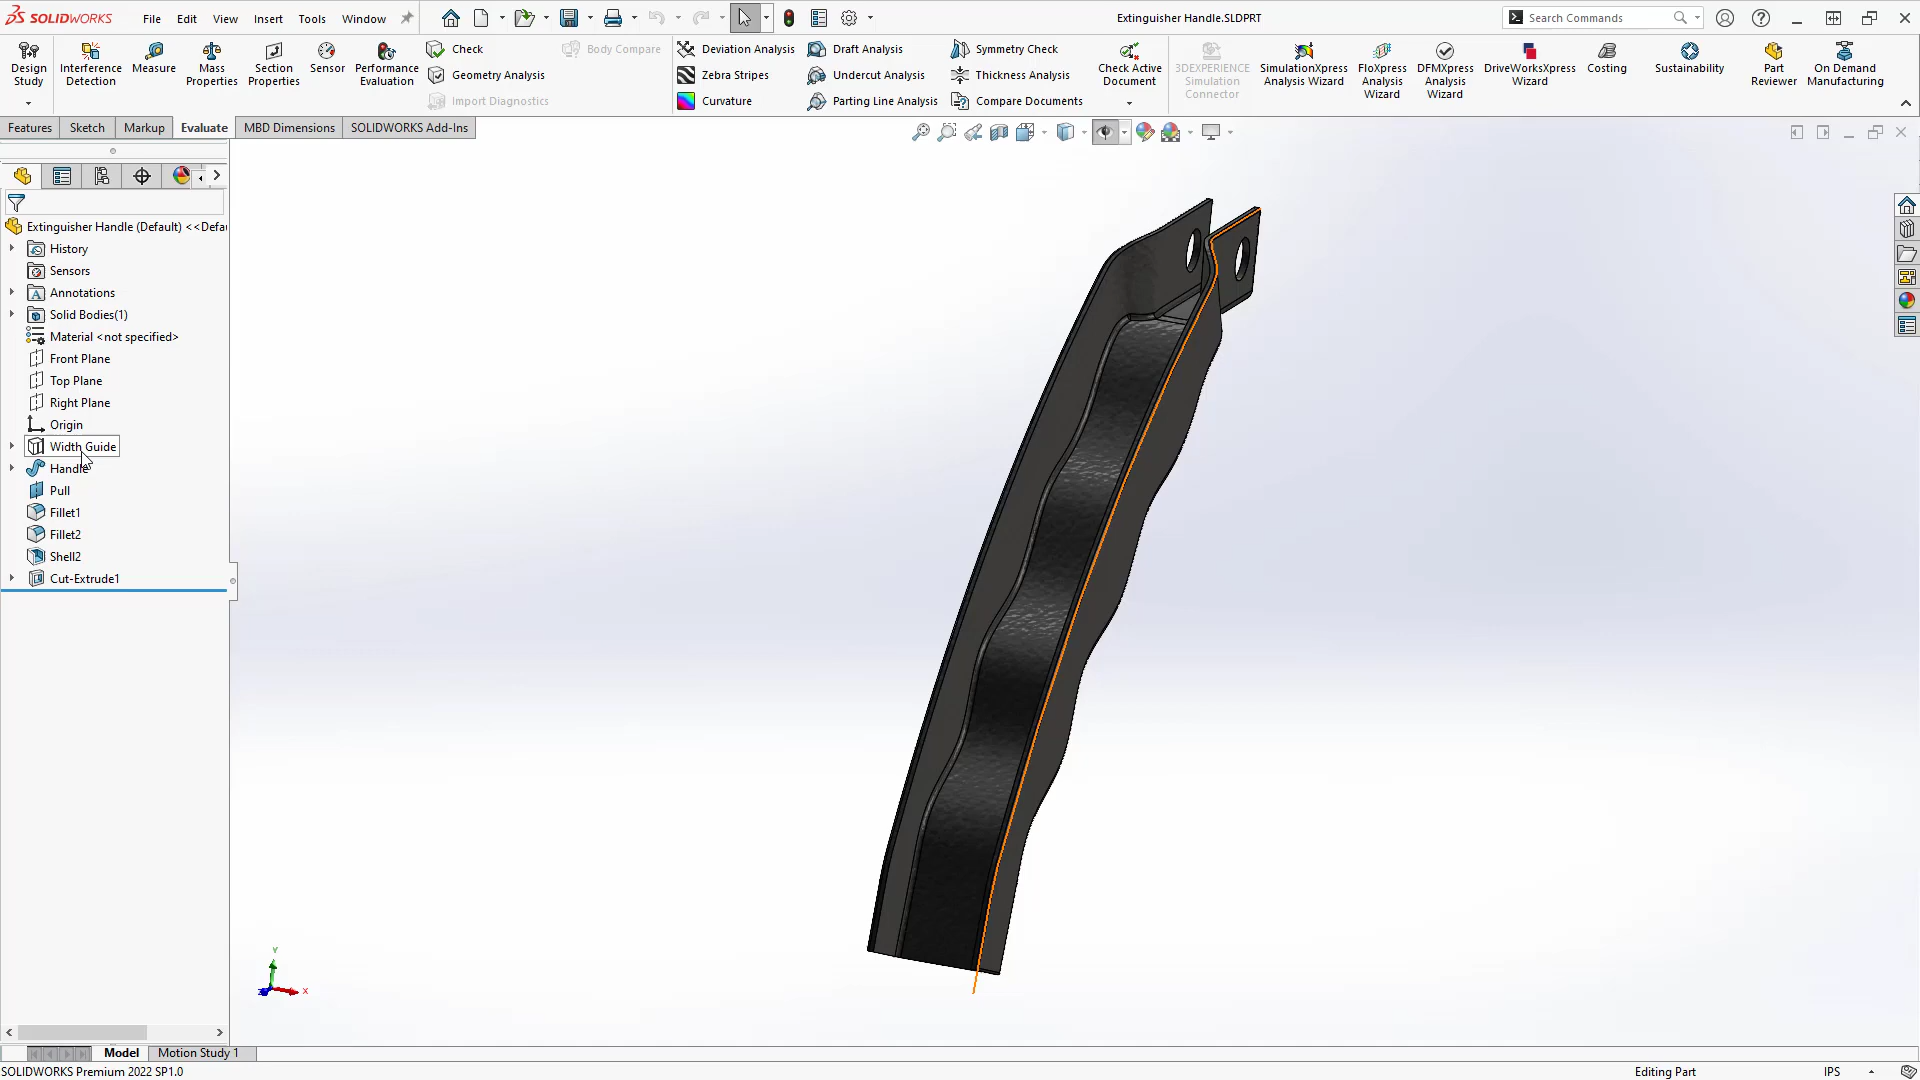 SOLIDWORKS File Edit View Insert Tools Window Extinguisher Handle.SLDPRT Search Commands
Design Study
Interference Detection
Measure
Mass Properties
Section Properties
Sensor
Performance Evaluation
Check
Geometry Analysis
Import Diagnostics
Body Compare
Deviation Analysis
Zebra Stripes
Curvature
Draft Analysis
Undercut Analysis
Parting Line Analysis
Symmetry Check
Thickness Analysis
Compare Documents
Check Active Document
3DEXPERIENCE Simulation Connector
SimulationXpress Analysis Wizard
FloXpress Analysis Wizard
DFMXpress Analysis Wizard
DriveWorksXpress Wizard
Costing
Sustainability
Part Reviewer
On Demand Manufacturing
Features Sketch Markup Evaluate MBD Dimensions SOLIDWORKS Add-Ins
Extinguisher Handle (Default) <<Defa
History
Sensors
Annotations
Solid Bodies(1)
Material <not specified>
Front Plane
Top Plane
Right Plane
Origin
Width Guide
Handle
Pull
Fillet1
Fillet2
Shell2
Cut-Extrude1
Y
X
Z
Model Motion Study 1
SOLIDWORKS Premium 2022 SP1.0 Editing Part IPS